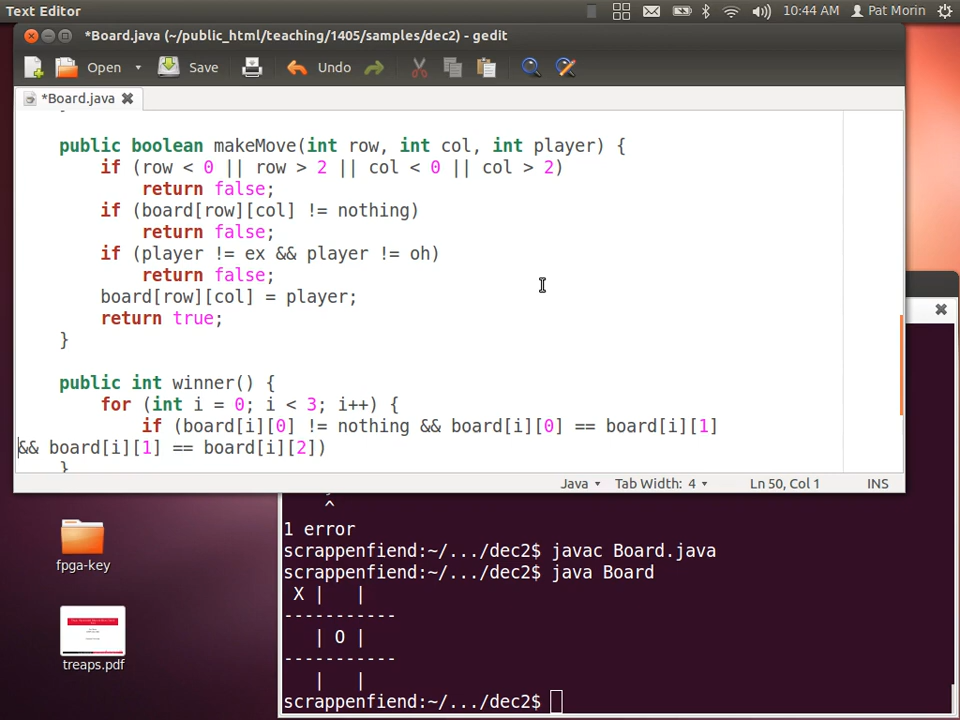 Text Editor
10:44 AM
Pat Morin
*Board.java (~/public_html/teaching/1405/samples/dec2) - gedit
Open
Save
Undo
*Board.java
public boolean makeMove(int row, int col, int player) {
if (row < 0 || row > 2 || col < 0 || col > 2)
return false;
if (board[row][col] != nothing)
return false;
if (player != ex && player != oh)
return false;
board[row][col] = player;
return true;
}
public int winner() {
for (int i = 0; i < 3; i++) {
if (board[i][0] != nothing && board[i][0] == board[i][1]
&& board[i][1] == board[i][2])
}
Java
Tab Width: 4
Ln 50, Col 1
INS
^
1 error
scrappenfiend:~/.../dec2$ javac Board.java
scrappenfiend:~/.../dec2$ java Board
X |   |
-----------
| O |
-----------
|   |
scrappenfiend:~/.../dec2$
fpga-key
treaps.pdf